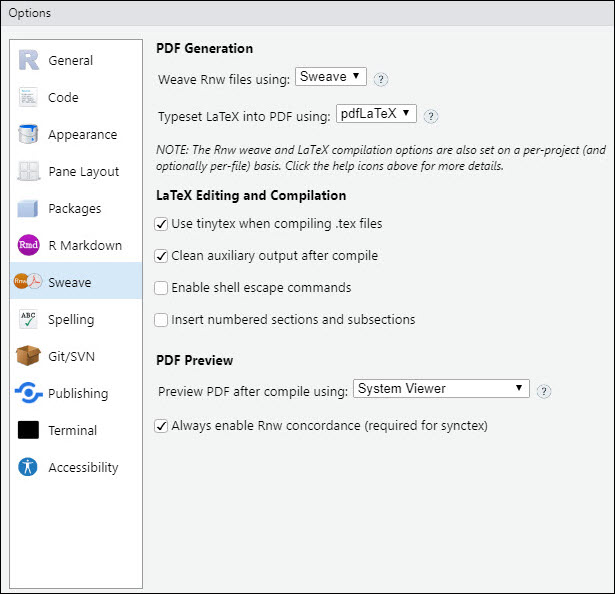 Options
General
Code
Appearance
Pane Layout
Packages
Rmd R Markdown
Rnw Sweave
ABC Spelling
Git/SVN
Publishing
Terminal
Accessibility
PDF Generation
Weave Rnw files using: Sweave ?
Typeset LaTeX into PDF using: pdfLaTeX ?
NOTE: The Rnw weave and LaTeX compilation options are also set on a per-project (and
optionally per-file) basis. Click the help icons above for more details.
LaTeX Editing and Compilation
Use tinytex when compiling .tex files
Clean auxiliary output after compile
Enable shell escape commands
Insert numbered sections and subsections
PDF Preview
Preview PDF after compile using: System Viewer ?
Always enable Rnw concordance (required for synctex)